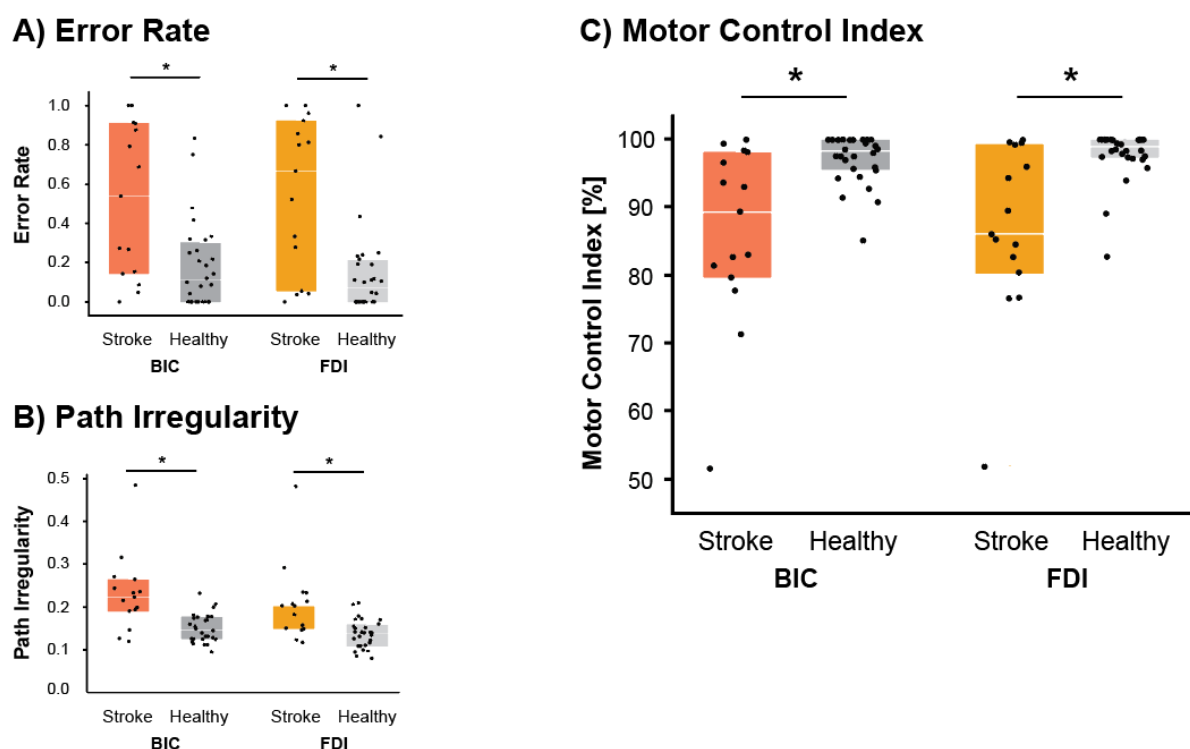 A) Error Rate
*
*
Error Rate
1.0
0.8
0.6
0.4
0.2
0.0
Stroke Healthy Stroke Healthy
BIC FDI
B) Path Irregularity
*
*
Path Irregularity
0.5
0.4
0.3
0.2
0.1
0.0
Stroke Healthy Stroke Healthy
BIC FDI
C) Motor Control Index
*
*
Motor Control Index [%]
100
90
80
70
60
50
Stroke Healthy Stroke Healthy
BIC FDI